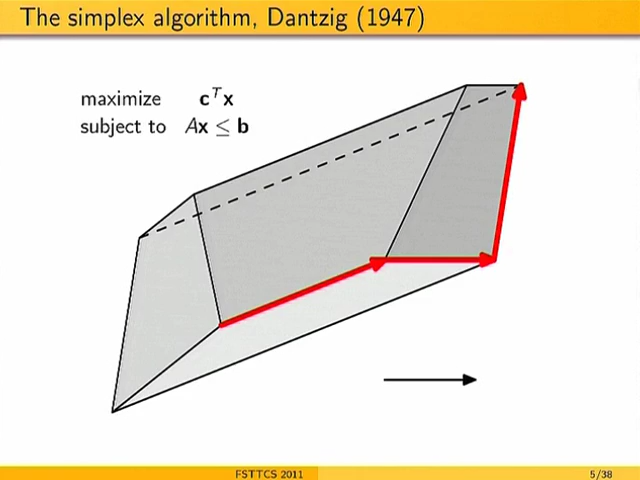 The simplex algorithm, Dantzig (1947)
maximize c^T x
subject to Ax ≤ b
FSTTCS 2011 5/38